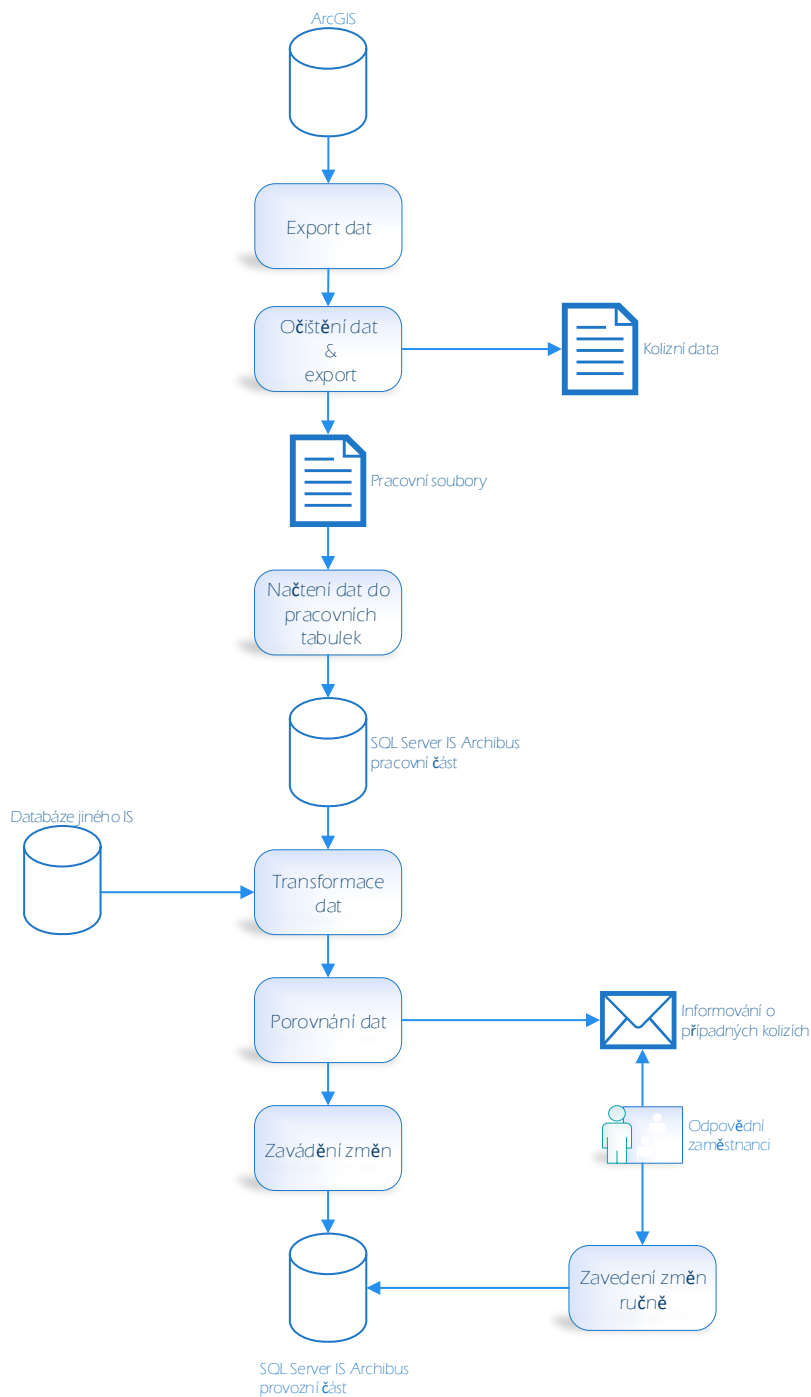 ArcGIS
Export dat
Očištění dat
&
export
Kolizní data
Pracovní soubory
Načtení dat do
pracovních
tabulek
SQL Server IS Archibus
pracovní část
Databáze jiného IS
Transformace
dat
Porovnání dat
Informování o
případných kolizích
Zavádění změn
Odpovědní
zaměstnanci
Zavedení změn
ručně
SQL Server IS Archibus
provozní část